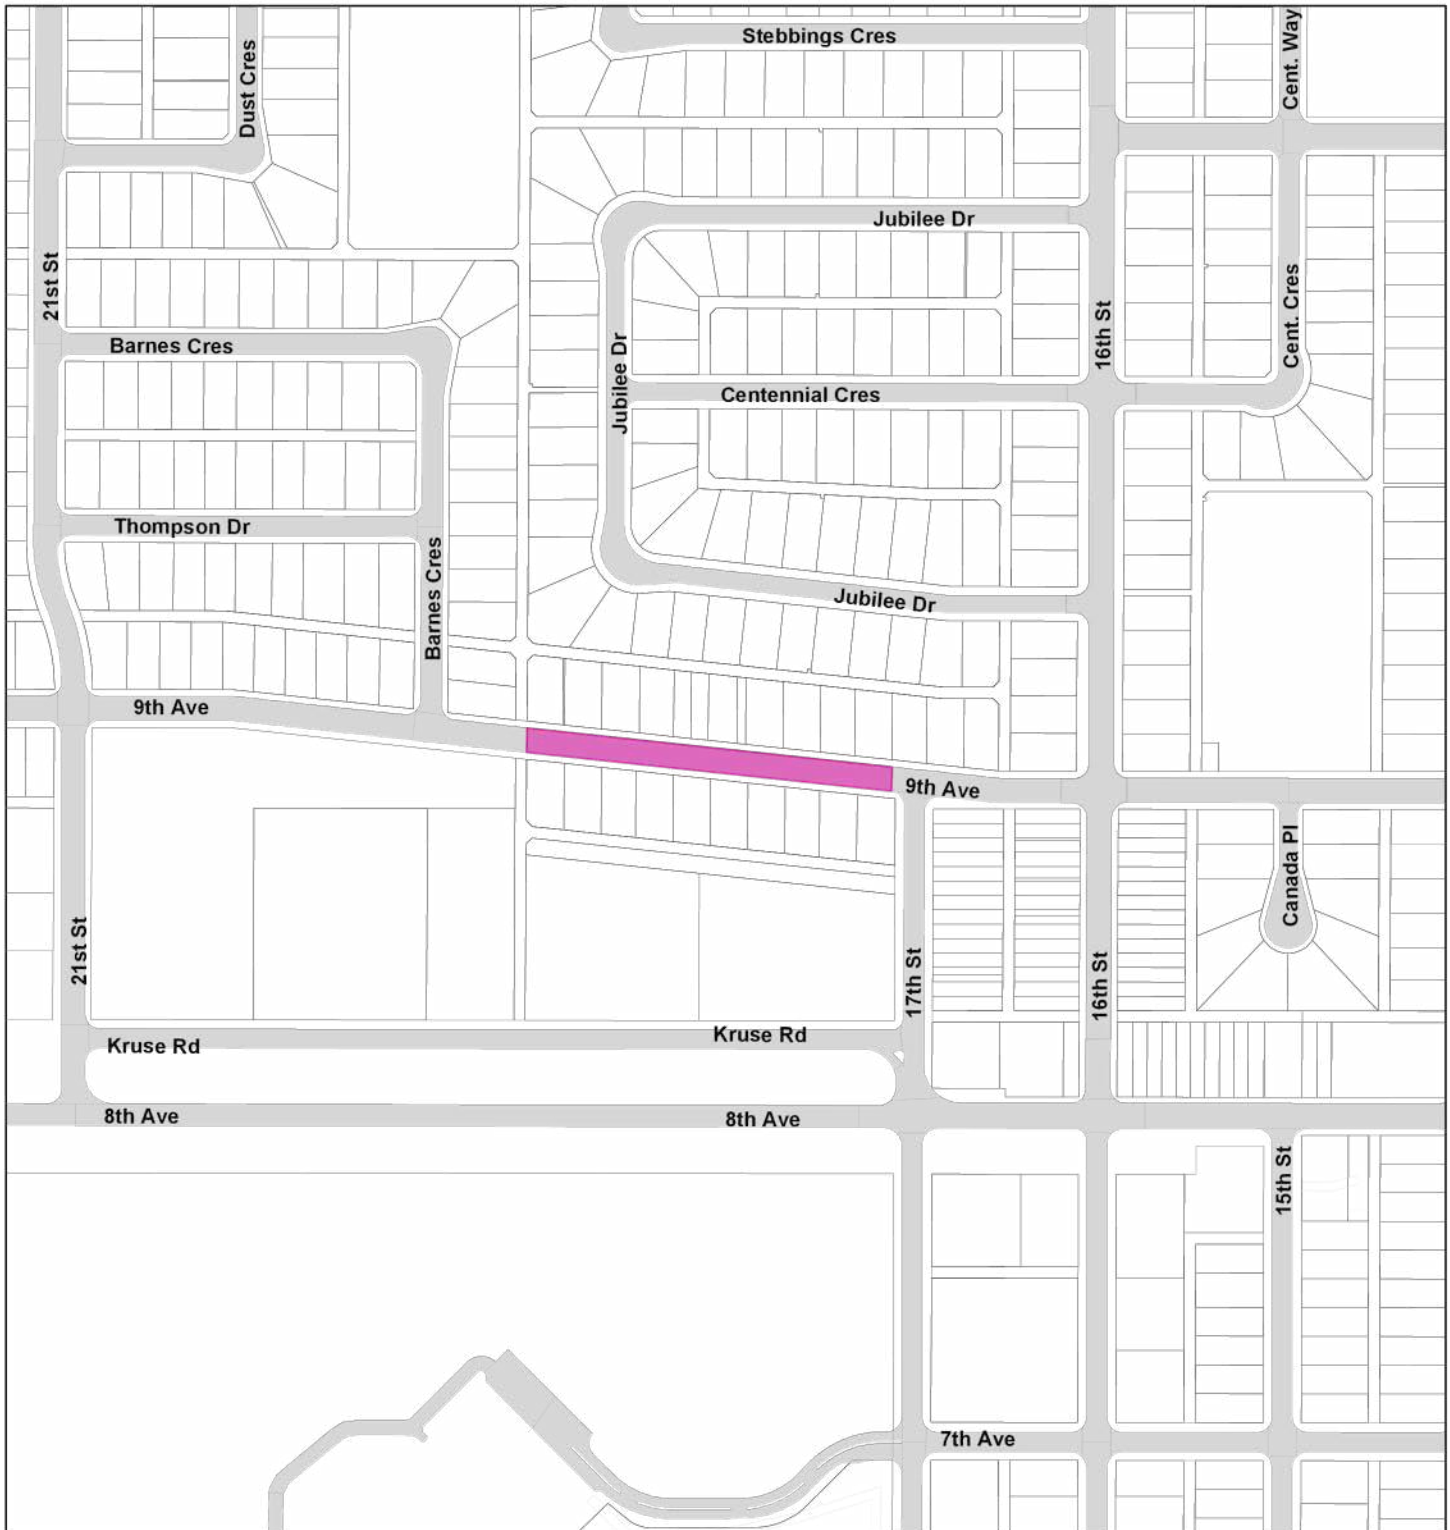 Stebbings Cres
Cent. Way
Dust Cres
Jubilee Dr
21st St
Cent. Cres
16th St
Barnes Cres
Jubilee Dr
Centennial Cres
Thompson Dr
Barnes Cres
Jubilee Dr
9th Ave
9th Ave
Canada Pl
21st St
17th St
16th St
Kruse Rd
Kruse Rd
8th Ave
8th Ave
15th St
7th Ave